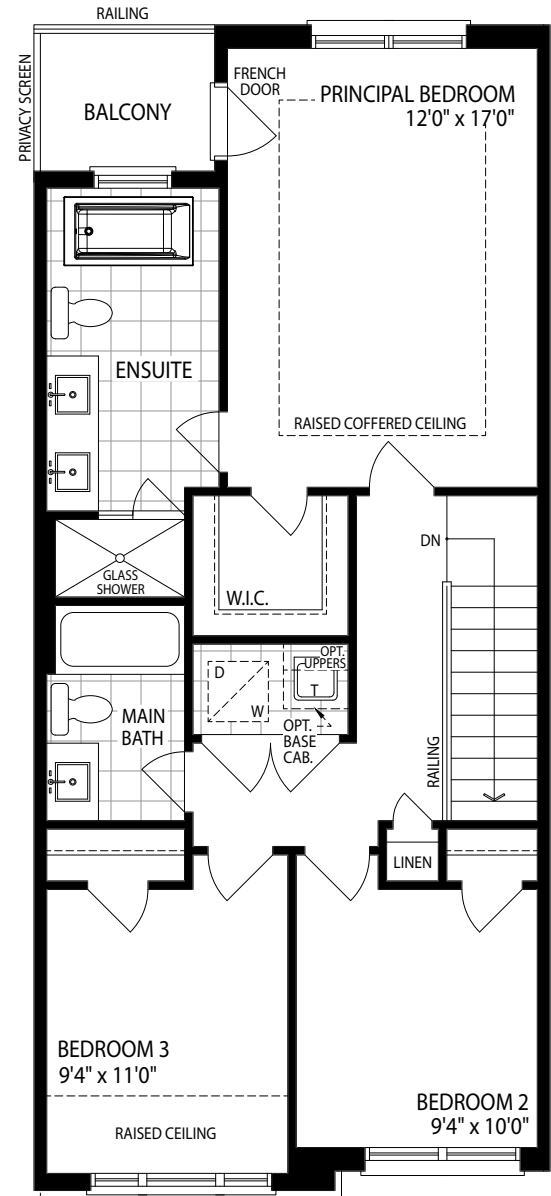 RAILING
PRIVACY SCREEN
BALCONY
FRENCH
DOOR
PRINCIPAL BEDROOM
12'0" x 17'0"
ENSUITE
RAISED COFFERED CEILING
DN
GLASS
SHOWER
W.I.C.
OPT.
UPPERS
D
W
T
OPT.
BASE
CAB.
MAIN
BATH
RAILING
LINEN
BEDROOM 3
9'4" x 11'0"
RAISED CEILING
BEDROOM 2
9'4" x 10'0"